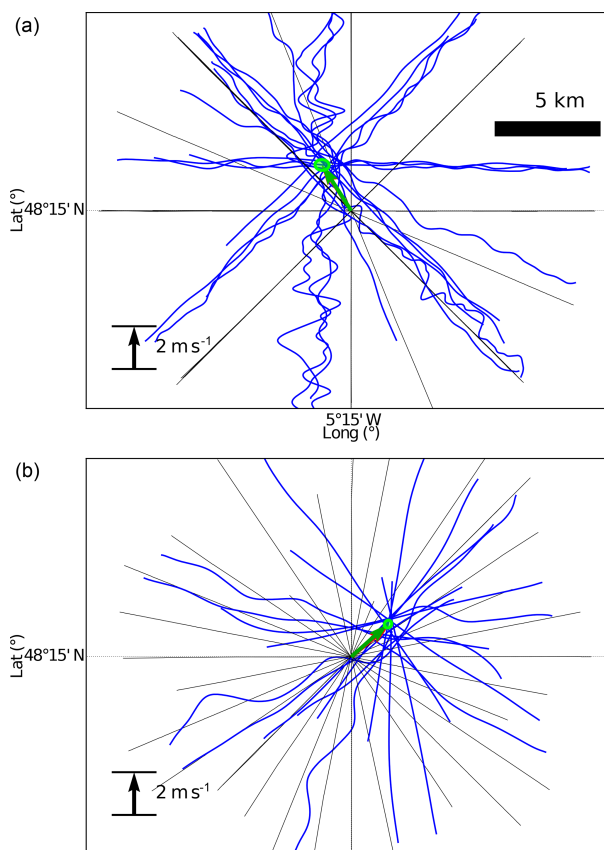 (a)
5 km
48°15' N
Lat (°)
2 m s⁻¹
5°15' W
Long (°)
(b)
48°15' N
Lat (°)
2 m s⁻¹